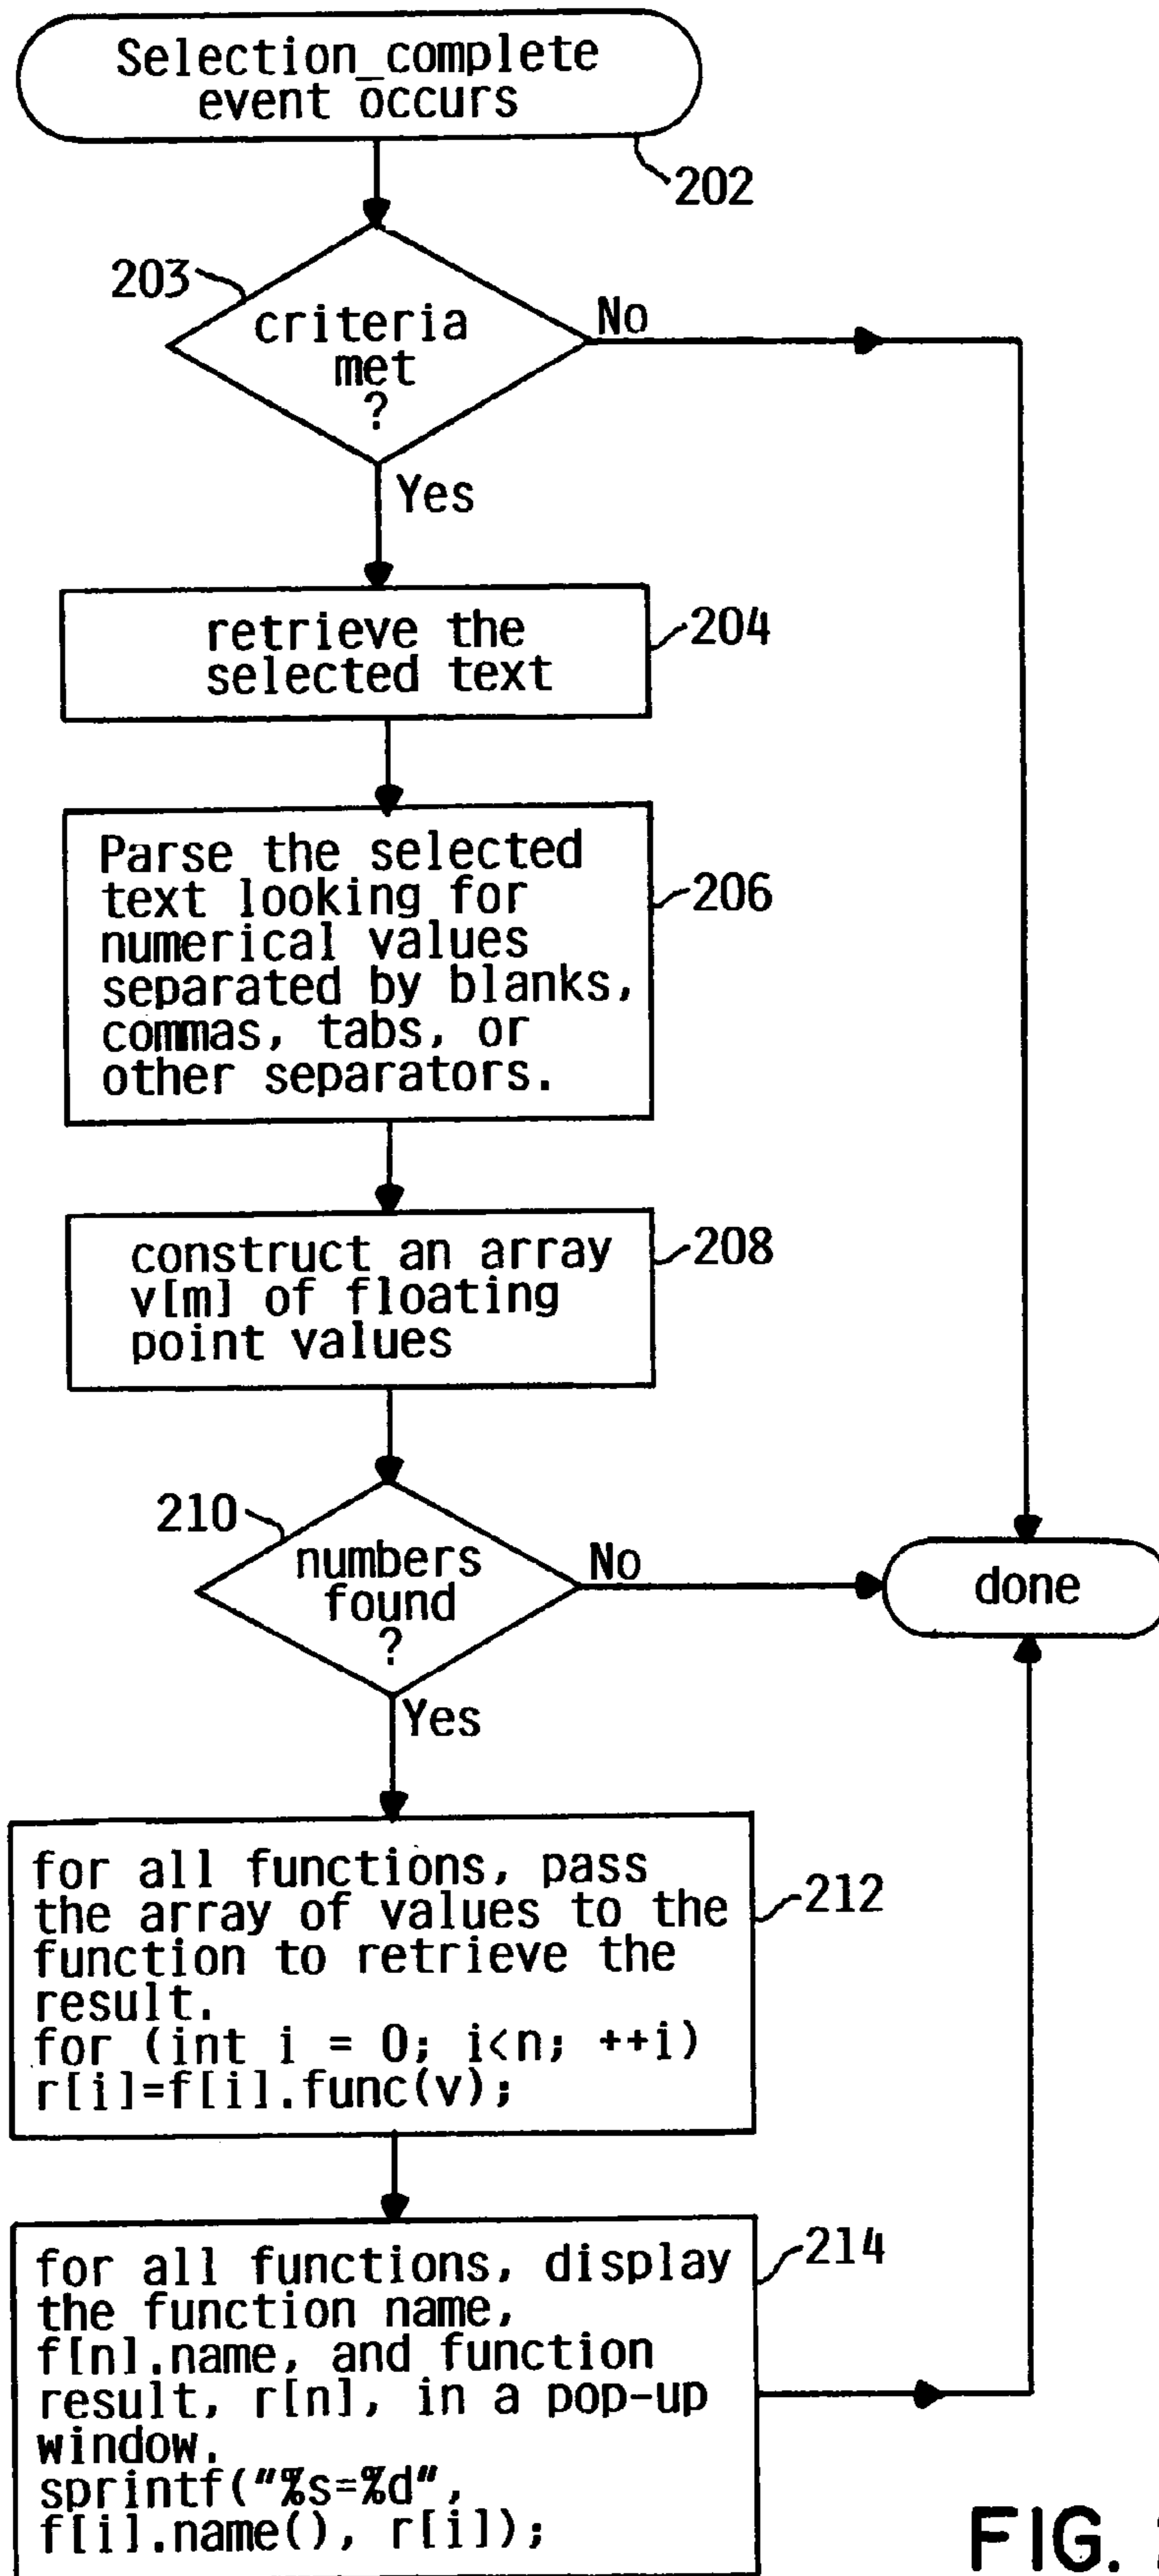 Selection_complete
event occurs
202
203
criteria
met
?
No
Yes
retrieve the
selected text
204
Parse the selected
text looking for
numerical values
separated by blanks,
commas, tabs, or
other separators.
206
construct an array
v[m] of floating
point values
208
210
numbers
found
?
No
done
Yes
for all functions, pass
the array of values to the
function to retrieve the
result.
for (int i = 0; i<n; ++i)
r[i]=f[i].func(v);
212
for all functions, display
the function name,
f[n].name, and function
result, r[n], in a pop-up
window.
sprintf("%s=%d",
f[i].name(), r[i]);
214
FIG.